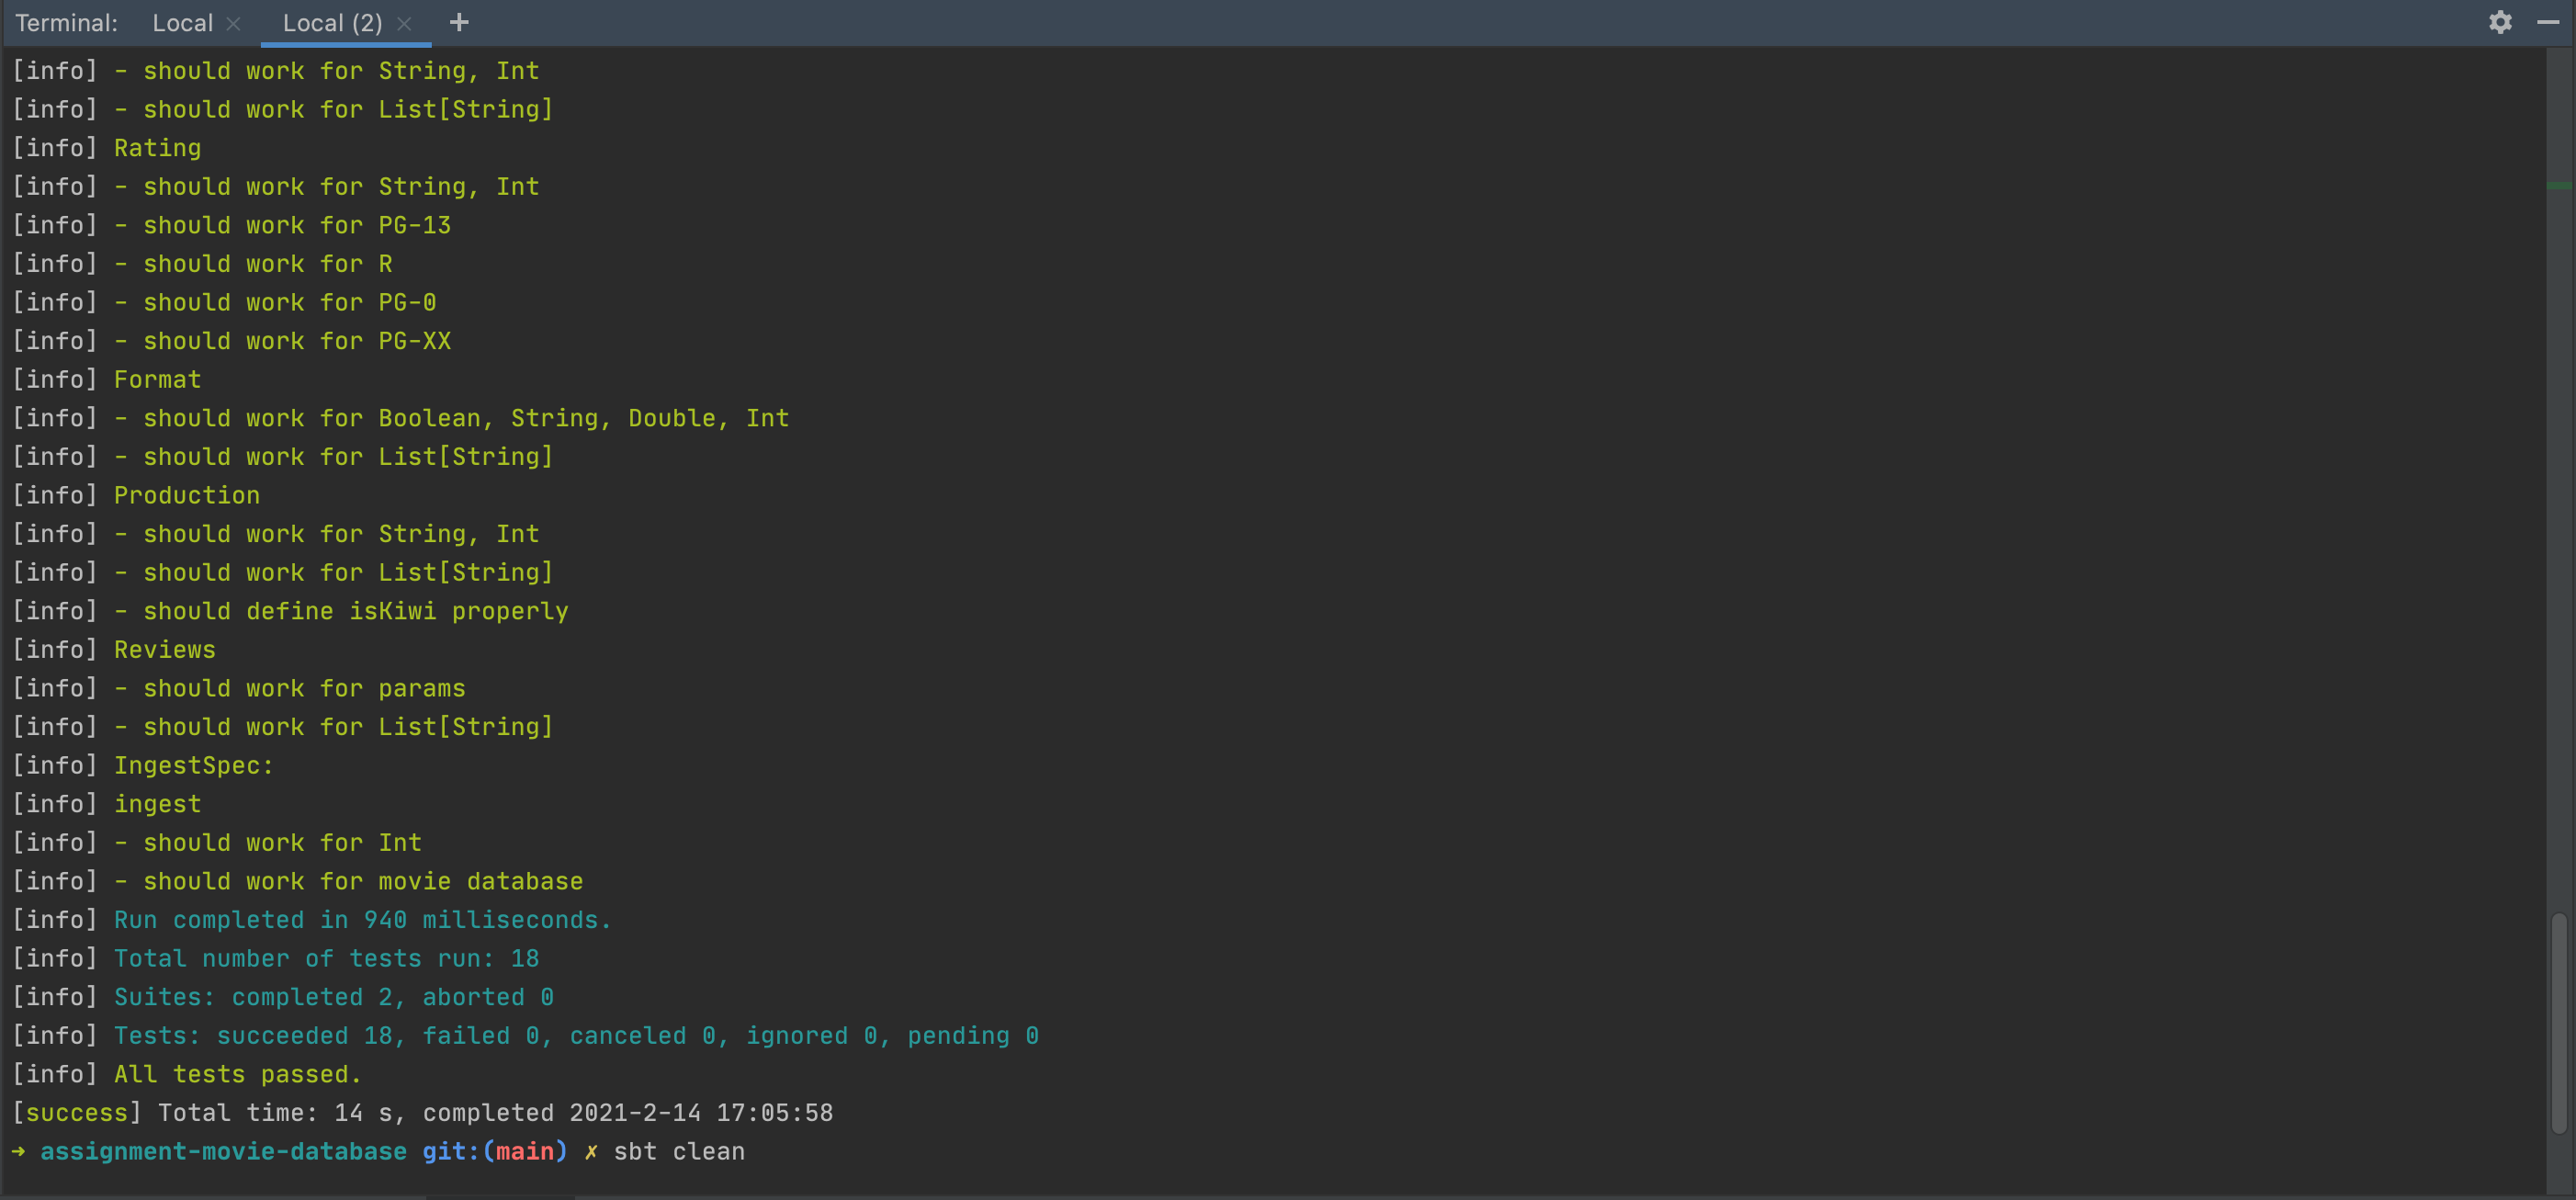 Terminal: Local × Local (2) × +
[info] - should work for String, Int
[info] - should work for List[String]
[info] Rating
[info] - should work for String, Int
[info] - should work for PG-13
[info] - should work for R
[info] - should work for PG-0
[info] - should work for PG-XX
[info] Format
[info] - should work for Boolean, String, Double, Int
[info] - should work for List[String]
[info] Production
[info] - should work for String, Int
[info] - should work for List[String]
[info] - should define isKiwi properly
[info] Reviews
[info] - should work for params
[info] - should work for List[String]
[info] IngestSpec:
[info] ingest
[info] - should work for Int
[info] - should work for movie database
[info] Run completed in 940 milliseconds.
[info] Total number of tests run: 18
[info] Suites: completed 2, aborted 0
[info] Tests: succeeded 18, failed 0, canceled 0, ignored 0, pending 0
[info] All tests passed.
[success] Total time: 14 s, completed 2021-2-14 17:05:58
→ assignment-movie-database git:(main) ✗ sbt clean